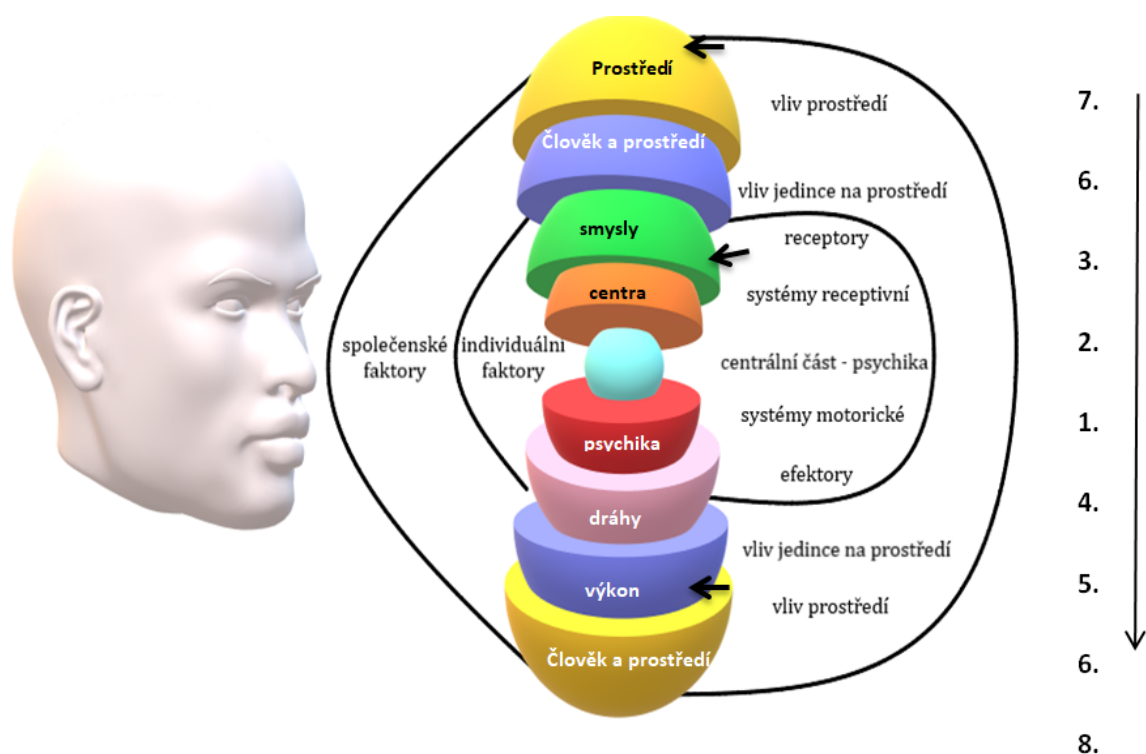 Prostředí
vliv prostředí
7.
Člověk a prostředí
vliv jedince na prostředí
6.
smysly
receptory
3.
centra
systémy receptivní
2.
společenské
faktory
individuální
faktory
centrální část - psychika
systémy motorické
1.
psychika
efektory
4.
dráhy
vliv jedince na prostředí
5.
výkon
vliv prostředí
Člověk a prostředí
6.
8.